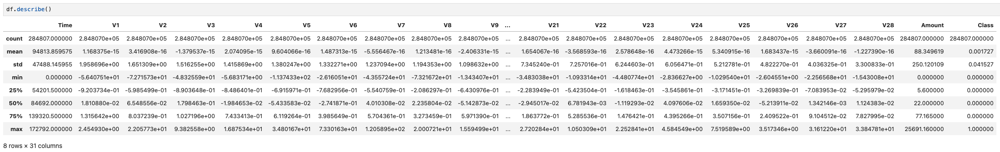 df.describe()
Time V1 V2 V3 V4 V5 V6 V7 V8 V9 ... V21 V22 V23 V24 V25 V26 V27 V28 Amount Class
count 284807.000000 2.848070e+05 2.848070e+05 2.848070e+05 2.848070e+05 2.848070e+05 2.848070e+05 2.848070e+05 2.848070e+05 2.848070e+05 ... 2.848070e+05 2.848070e+05 2.848070e+05 2.848070e+05 2.848070e+05 2.848070e+05 2.848070e+05 2.848070e+05 284807.000000 284807.000000
mean 94813.859575 1.168375e-15 3.416908e-16 -1.379537e-15 2.074095e-15 9.604066e-16 1.487313e-15 -5.556467e-16 1.213481e-16 -2.406331e-15 ... 1.654067e-16 -3.568593e-16 2.578648e-16 4.473266e-15 5.340915e-16 1.683437e-15 -3.660091e-16 -1.227390e-16 88.349619 0.001727
std 47488.145955 1.958696e+00 1.651309e+00 1.516255e+00 1.415869e+00 1.380247e+00 1.332271e+00 1.237094e+00 1.194353e+00 1.098632e+00 ... 7.345240e-01 7.257016e-01 6.244603e-01 6.056471e-01 5.212781e-01 4.822270e-01 4.036325e-01 3.300833e-01 250.120109 0.041527
min 0.000000 -5.640751e+01 -7.271573e+01 -4.832559e+01 -5.683171e+00 -1.137433e+02 -2.616051e+01 -4.355724e+01 -7.321672e+01 -1.343407e+01 ... -3.483038e+01 -1.093314e+01 -4.480774e+01 -2.836627e+00 -1.029540e+01 -2.604551e+00 -2.256568e+01 -1.543008e+01 0.000000 0.000000
25% 54201.500000 -9.203734e-01 -5.985499e-01 -8.903648e-01 -8.486401e-01 -6.915971e-01 -7.682956e-01 -5.540759e-01 -2.086297e-01 -6.430976e-01 ... -2.283949e-01 -5.423504e-01 -1.618463e-01 -3.545861e-01 -3.171451e-01 -3.269839e-01 -7.083953e-02 -5.295979e-02 5.600000 0.000000
50% 84692.000000 1.810880e-02 6.548556e-02 1.798463e-01 -1.984653e-02 -5.433583e-02 -2.741871e-01 4.010308e-02 2.235804e-02 -5.142873e-02 ... -2.945017e-02 6.781943e-03 -1.119293e-02 4.097606e-02 1.659350e-02 -5.213911e-02 1.342146e-03 1.124383e-02 22.000000 0.000000
75% 139320.500000 1.315642e+00 8.037239e-01 1.027196e+00 7.433413e-01 6.119264e-01 3.985649e-01 5.704361e-01 3.273459e-01 5.971390e-01 ... 1.863772e-01 5.285536e-01 1.476421e-01 4.395266e-01 3.507156e-01 2.409522e-01 9.104512e-02 7.827995e-02 77.165000 0.000000
max 172792.000000 2.454930e+00 2.205773e+01 9.382558e+00 1.687534e+01 3.480167e+01 7.330163e+01 1.205895e+02 2.000721e+01 1.559499e+01 ... 2.720284e+01 1.050309e+01 2.252841e+01 4.584549e+00 7.519589e+00 3.517346e+00 3.161220e+01 3.384781e+01 25691.160000 1.000000
8 rows × 31 columns